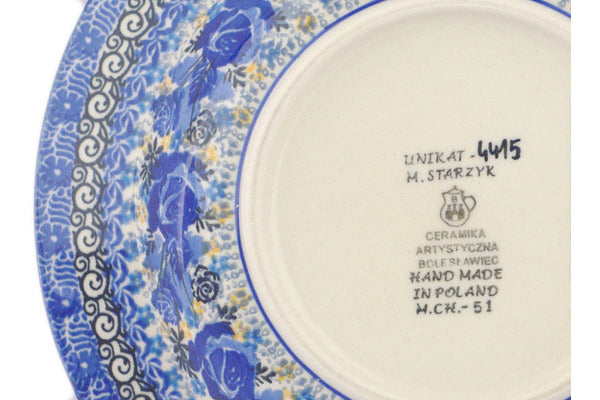 UNIKAT - 4415
M. STARZYK
B
CERAMIKA
ARTYSTYCZNA
BOLESŁAWIEC
HAND MADE
IN POLAND
M.CH.- 51